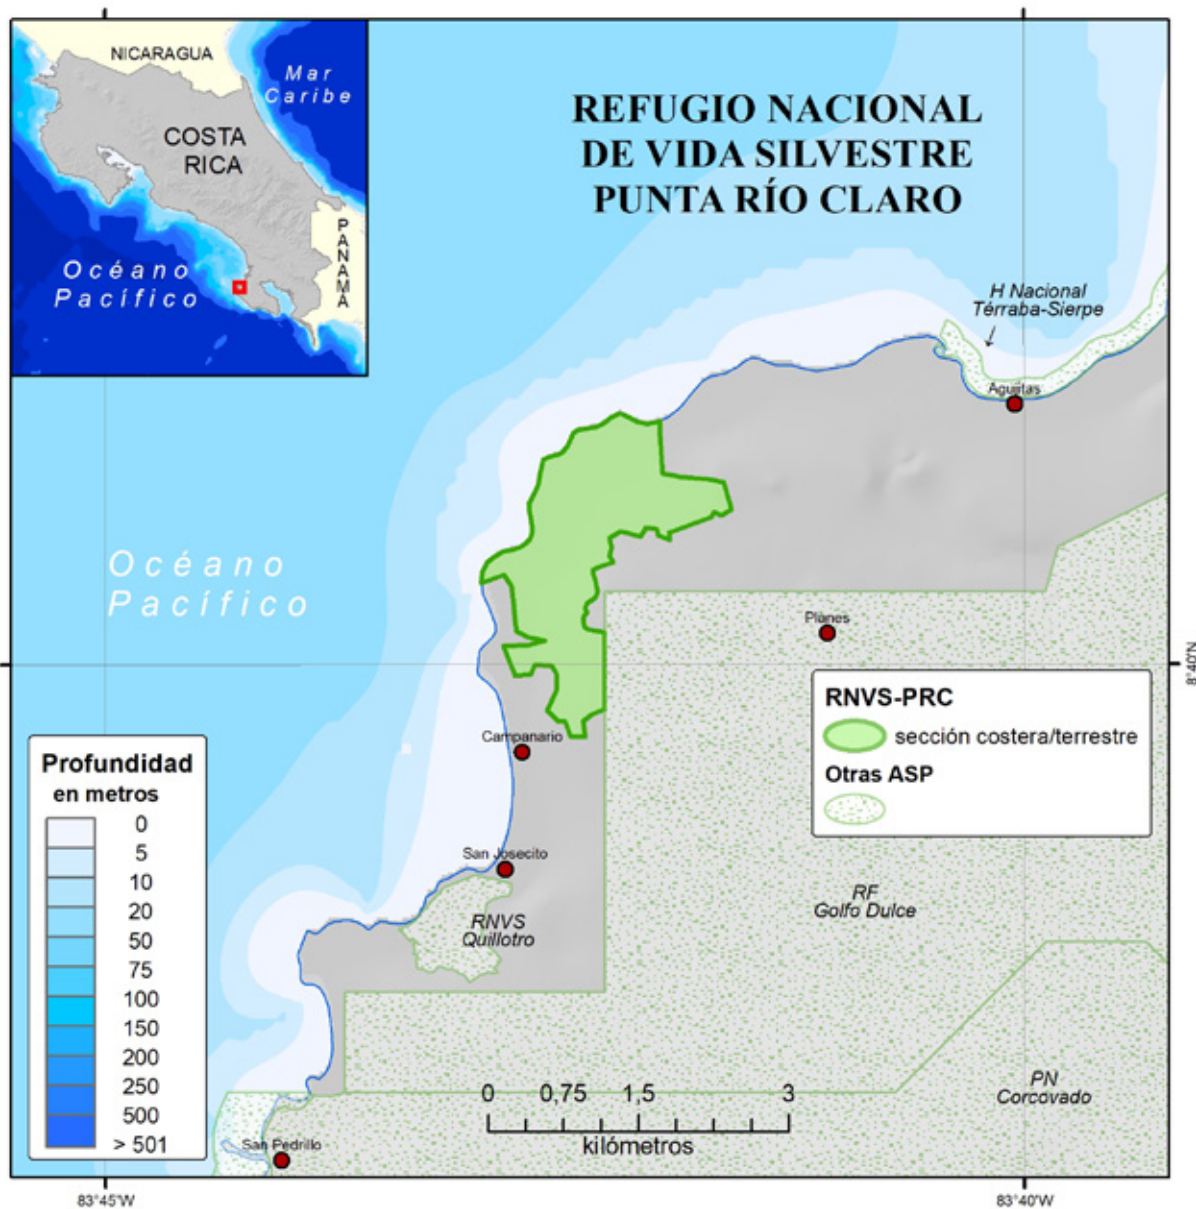 NICARAGUA
Mar
Caribe
COSTA
RICA
PANAMÁ
Océano
Pacífico
REFUGIO NACIONAL
DE VIDA SILVESTRE
PUNTA RÍO CLARO
H Nacional
Térraba-Sierpe
Agujitas
Océano
Pacífico
Planes
8°40'N
RNVS-PRC
sección costera/terrestre
Otras ASP
Campanario
San Josecito
RNVS
Quillotro
RF
Golfo Dulce
PN
Corcovado
Profundidad
en metros
0
5
10
20
50
75
100
150
200
250
500
> 501
0 0,75 1,5 3
kilómetros
San Pedrillo
83°45'W
83°40'W